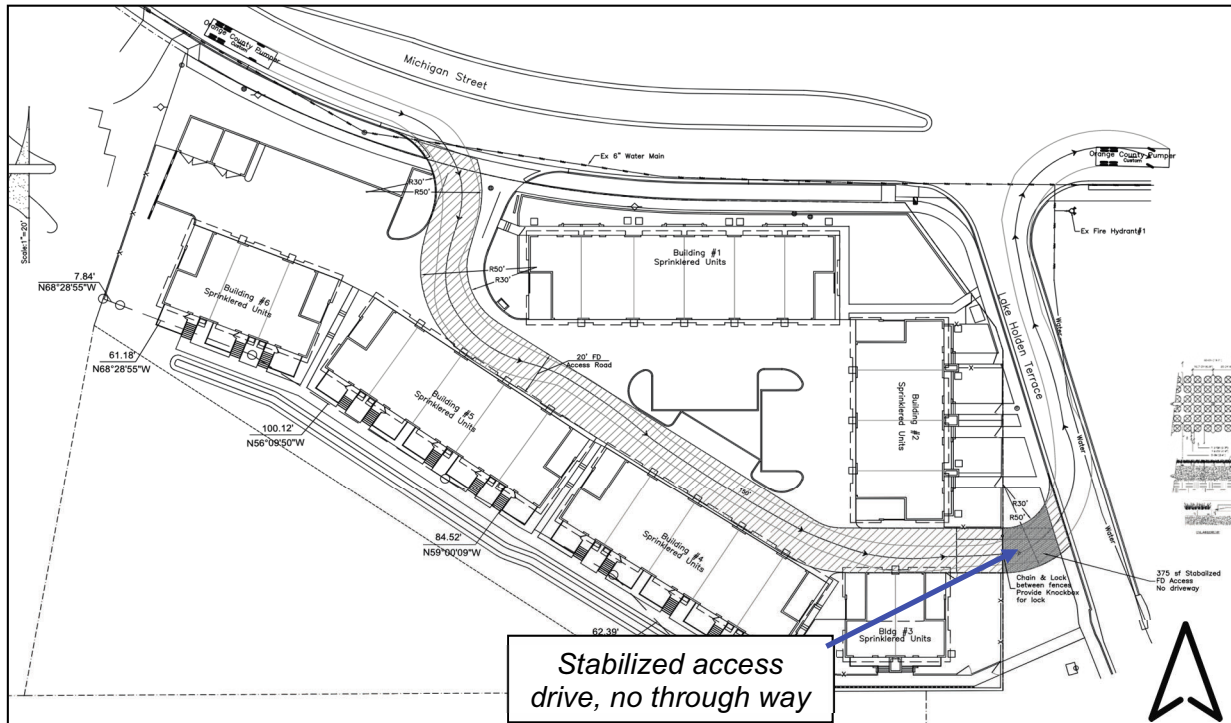 Orange County Pumper
Custom
Michigan Street
Ex 6" Water Main
Orange County Pumper
Custom
Scale:1"=20'
R30'
R50'
Ex Fire Hydrant#1
7.84'
N68°28'55"W
Building #6
Sprinklered Units
R50'
R30'
Building #1
Sprinklered Units
Lake Holden Terrace
Water
61.18'
N68°28'55"W
20' FD
Access Road
Building #5
Sprinklered Units
Building #2
Sprinklered Units
100.12'
N56°09'50"W
Water
84.52'
N59°00'09"W
Building #4
Sprinklered Units
R30'
R50'
Water
Chain & Lock
between fences
Provide Knockbox
for lock
375 sf Stabalized
FD Access
No driveway
62.39'
Bldg #3
Sprinklered Units
Stabilized access
drive, no through way